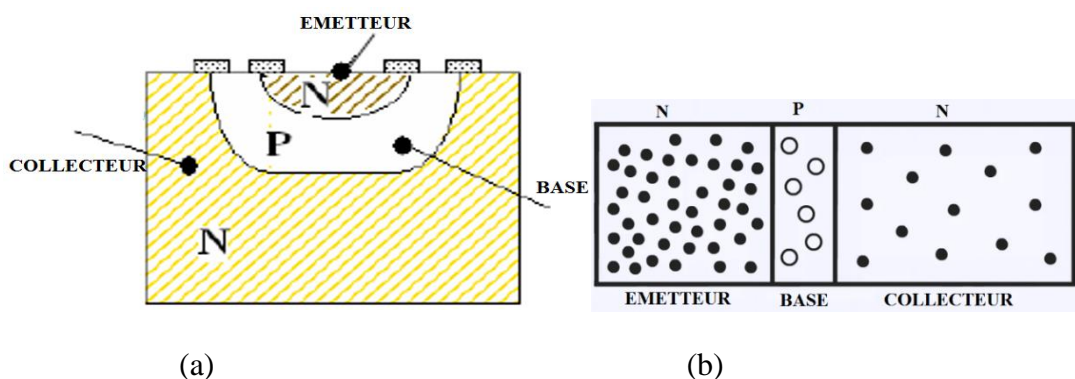 EMETTEUR
N
P
COLLECTEUR
BASE
N
(a)
N P N
EMETTEUR BASE COLLECTEUR
(b)